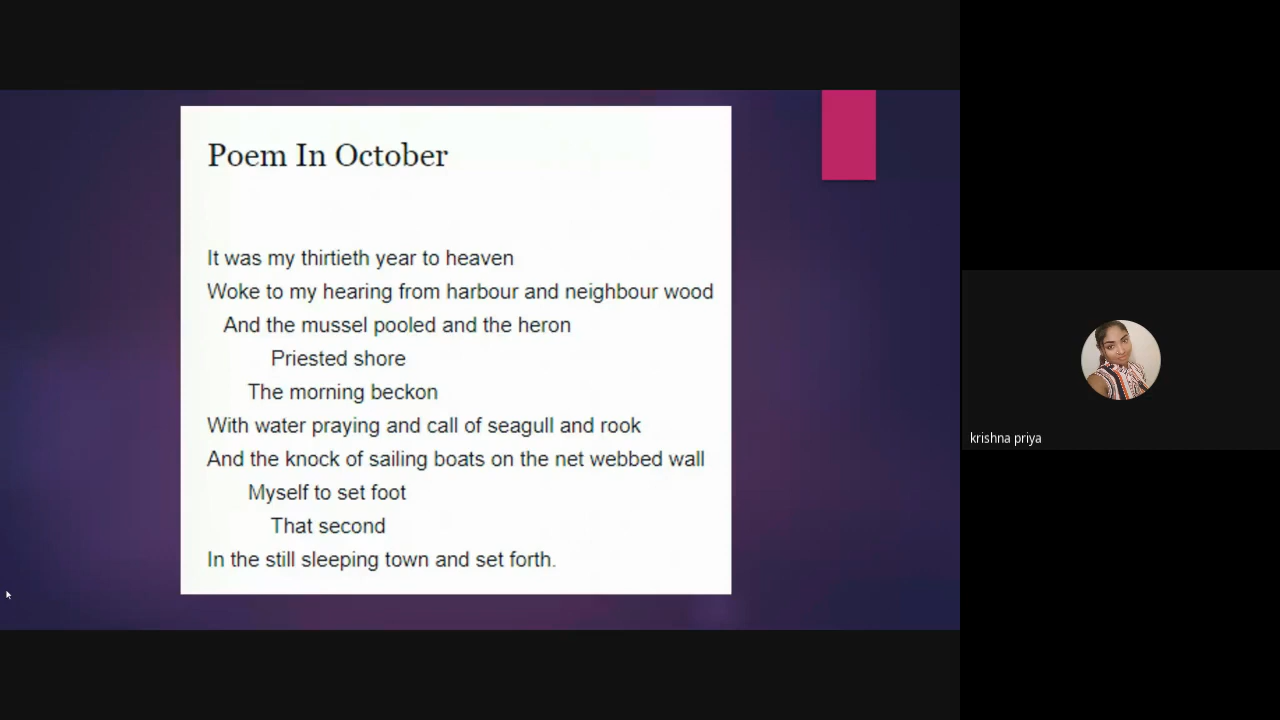 Poem In October
It was my thirtieth year to heaven
Woke to my hearing from harbour and neighbour wood
And the mussel pooled and the heron
Priested shore
The morning beckon
With water praying and call of seagull and rook
And the knock of sailing boats on the net webbed wall
Myself to set foot
That second
In the still sleeping town and set forth.
krishna priya